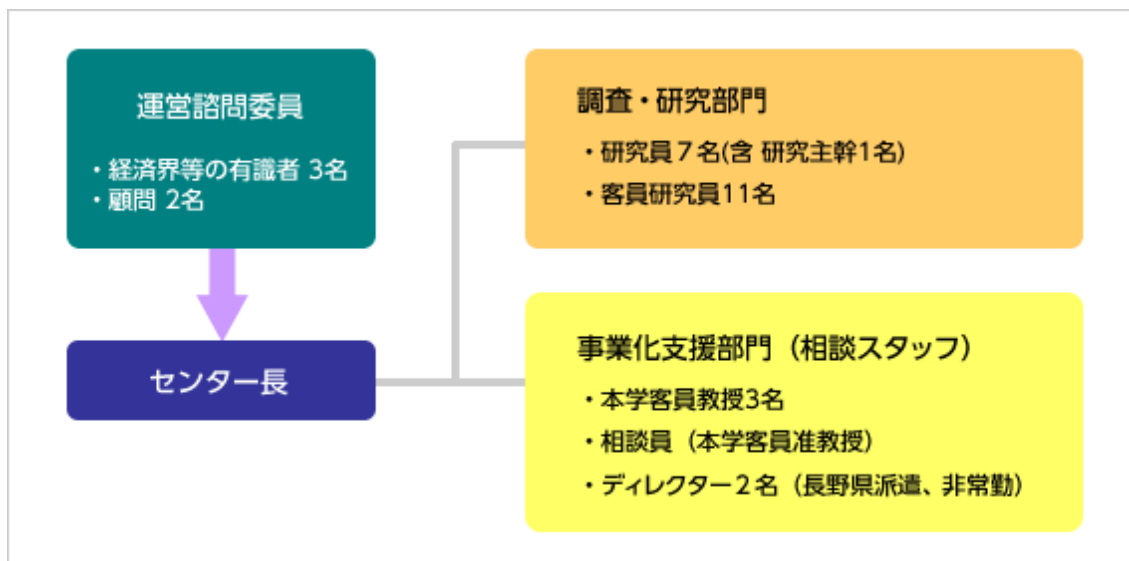 運営諮問委員
・経済界等の有識者 3名
・顧問 2名
センター長
調査・研究部門
・研究員７名(含 研究主幹1名)
・客員研究員11名
事業化支援部門（相談スタッフ）
・本学客員教授3名
・相談員（本学客員准教授）
・ディレクター２名（長野県派遣、非常勤）